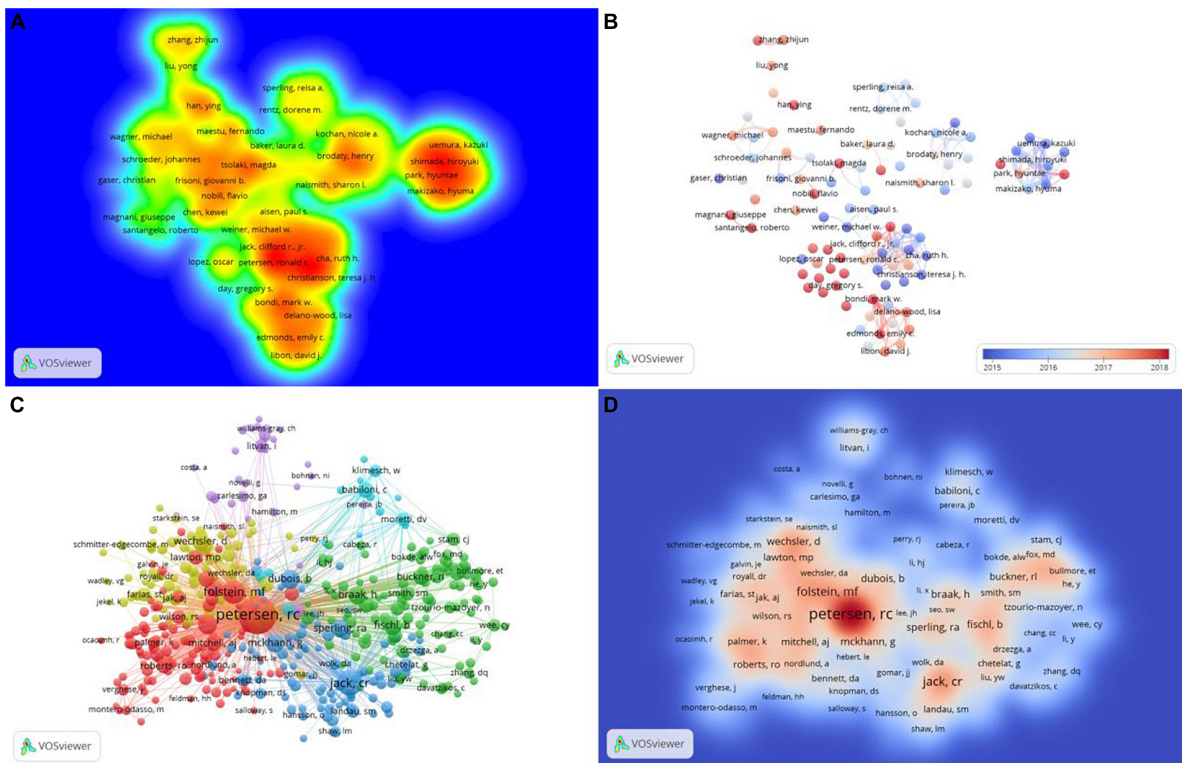 A
zhang, zhijun
liu, yong
sperling, reisa a.
han, ying
rentz, dorene m.
wagner, michael
maestu, fernando
kochan, nicole a.
baker, laura d.
uemura, kazuki
schroeder, johannes
tsolaki, magda
brodaty, henry
shimada, hiroyuki
gaser, christian
frisoni, giovanni b.
park, hyuntae
naismith, sharon l.
makizako, hyuma
nobili, flavio
magnani, giuseppe
chen, kewei
aisen, paul s.
santangelo, roberto
weiner, michael w.
jack, clifford r., jr.
lopez, oscar
petersen, ronald c.
cha, ruth h.
christianson, teresa j. h.
day, gregory s.
bondi, mark w.
delano-wood, lisa
edmonds, emily c.
libon, david j.
VOSviewer
B
zhang, zhijun
liu, yong
sperling, reisa a.
han, ying
rentz, dorene m.
wagner, michael
maestu, fernando
kochan, nicole a.
baker, laura d.
uemura, kazuki
schroeder, johannes
tsolaki, magda
brodaty, henry
shimada, hiroyuki
gaser, christian
frisoni, giovanni b.
park, hyuntae
naismith, sharon l.
makizako, hyuma
nobili, flavio
magnani, giuseppe
chen, kewei
aisen, paul s.
santangelo, roberto
weiner, michael w.
jack, clifford r., jr.
lopez, oscar
petersen, ronald c.
cha, ruth h.
christianson, teresa j. h.
day, gregory s.
bondi, mark w.
delano-wood, lisa
edmonds, emily c.
libon, david j.
VOSviewer
2015 2016 2017 2018
C
williams-gray, ch
litvan, i
costa, a
bohnen, ni
klimesch, w
novelli, g
carlesimo, ga
babiloni, c
pereira, jb
hamilton, m
starkstein, se
naismith, sl
moretti, dv
schmitter-edgecombe, m
wechsler, d
perry, rj
cabeza, r
stam, cj
galvin, je
lawton, mp
bokde, alw
fox, md
royall, dr
wechsler, da
li, hj
buckner, rl
bullmore, et
wadley, vg
dubois, b
he, y
farias, st
jak, aj
folstein, mf
li, x
braak, h
smith, sm
jekel, k
wilson, rs
petersen, rc
lee, jh
seo, sw
tzourio-mazoyer, n
sperling, ra
fischl, b
wee, cy
chang, cc
li, y
ocaoimh, r
palmer, k
mitchell, aj
mckhann, g
drzezga, a
hebert, le
roberts, ro
nordlund, a
wolk, da
chetelat, g
zhang, dq
bennett, da
gomar, jj
liu, yw
verghese, j
knopman, ds
jack, cr
davatzikos, c
feldman, hh
montero-odasso, m
salloway, s
hansson, o
landau, sm
shaw, lm
VOSviewer
D
williams-gray, ch
litvan, i
costa, a
bohnen, ni
klimesch, w
novelli, g
carlesimo, ga
babiloni, c
pereira, jb
hamilton, m
starkstein, se
naismith, sl
moretti, dv
schmitter-edgecombe, m
wechsler, d
perry, rj
cabeza, r
stam, cj
galvin, je
lawton, mp
bokde, alw
fox, md
royall, dr
wechsler, da
li, hj
buckner, rl
bullmore, et
wadley, vg
dubois, b
he, y
farias, st
jak, aj
folstein, mf
li, x
braak, h
smith, sm
jekel, k
wilson, rs
petersen, rc
lee, jh
seo, sw
tzourio-mazoyer, n
sperling, ra
fischl, b
wee, cy
chang, cc
li, y
ocaoimh, r
palmer, k
mitchell, aj
mckhann, g
drzezga, a
hebert, le
roberts, ro
nordlund, a
wolk, da
chetelat, g
zhang, dq
bennett, da
gomar, jj
liu, yw
verghese, j
knopman, ds
jack, cr
davatzikos, c
feldman, hh
montero-odasso, m
salloway, s
hansson, o
landau, sm
shaw, lm
VOSviewer